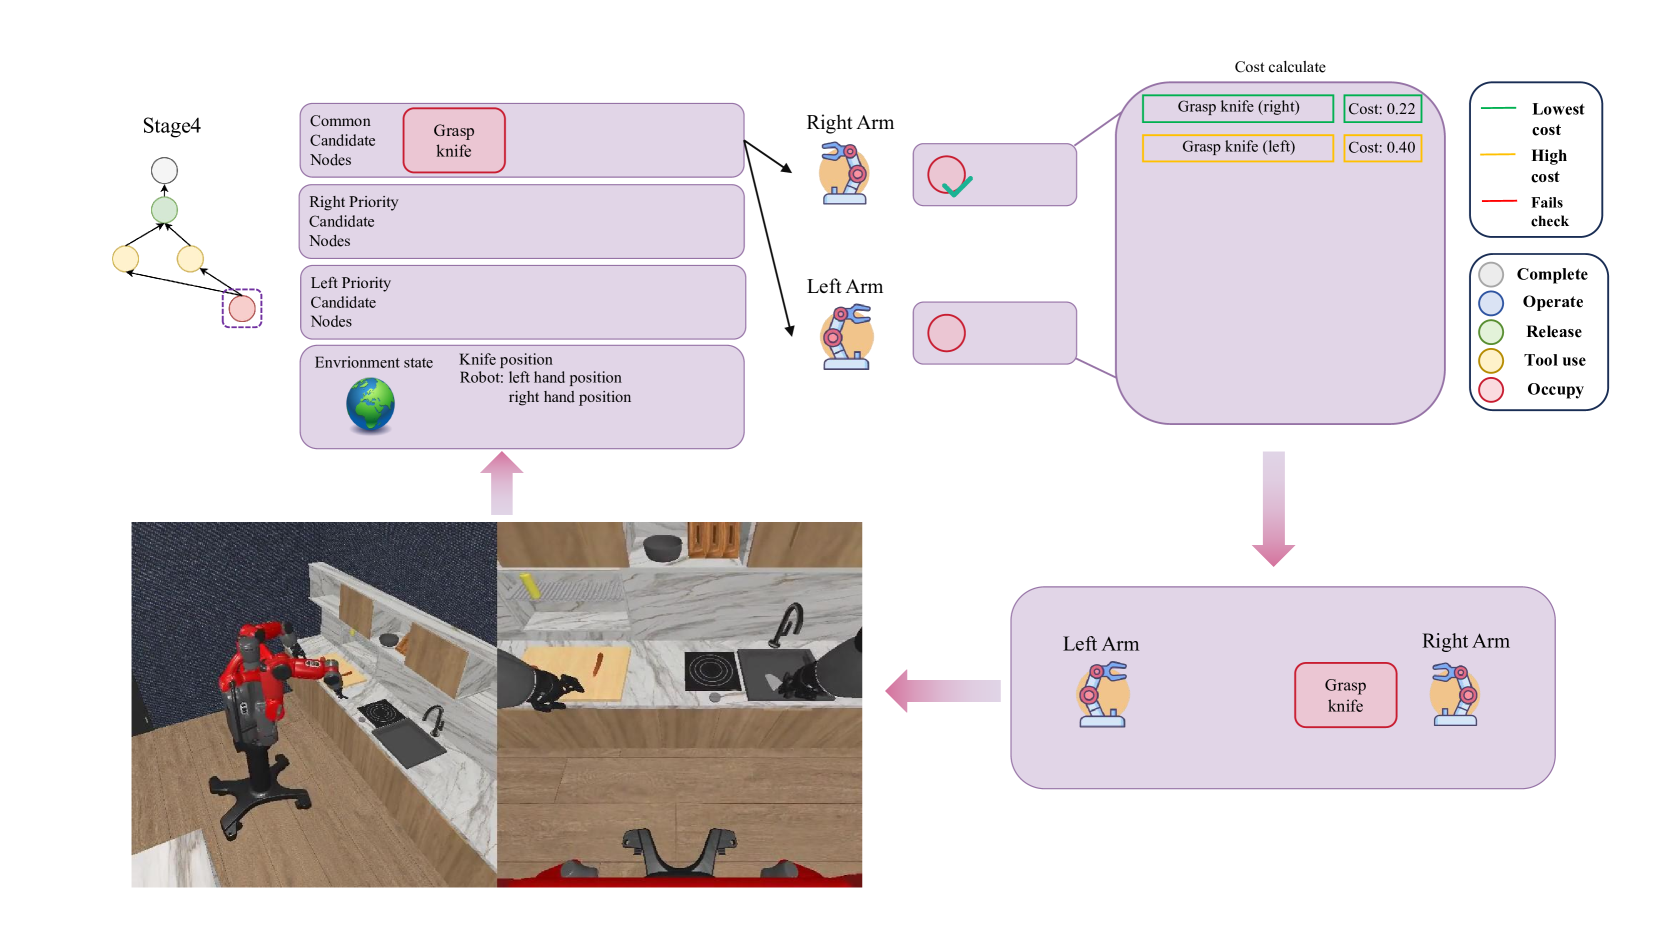 Stage4
Common
Candidate
Nodes
Grasp
knife
Right Priority
Candidate
Nodes
Left Priority
Candidate
Nodes
Envrionment state
Knife position
Robot: left hand position
right hand position
Right Arm
Left Arm
Cost calculate
Grasp knife (right)
Cost: 0.22
Grasp knife (left)
Cost: 0.40
Lowest
cost
High
cost
Fails
check
Complete
Operate
Release
Tool use
Occupy
Left Arm
Grasp
knife
Right Arm